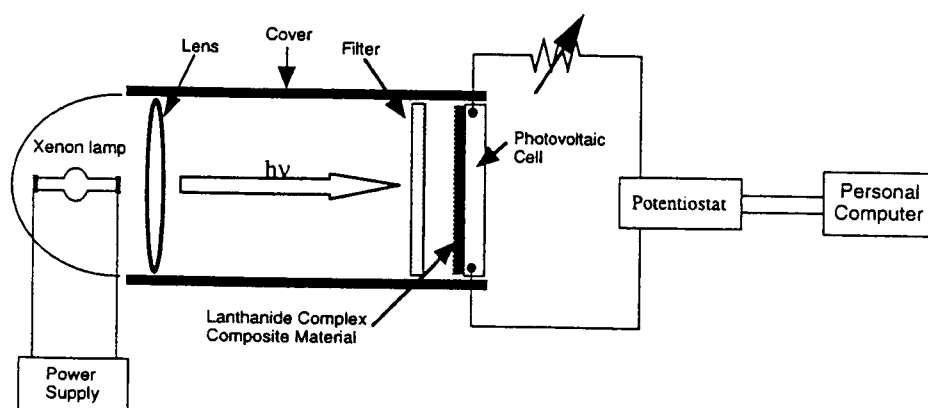 Lens
Cover
Filter
Xenon lamp
hν
Photovoltaic
Cell
Potentiostat
Personal
Computer
Lanthanide Complex
Composite Material
Power
Supply